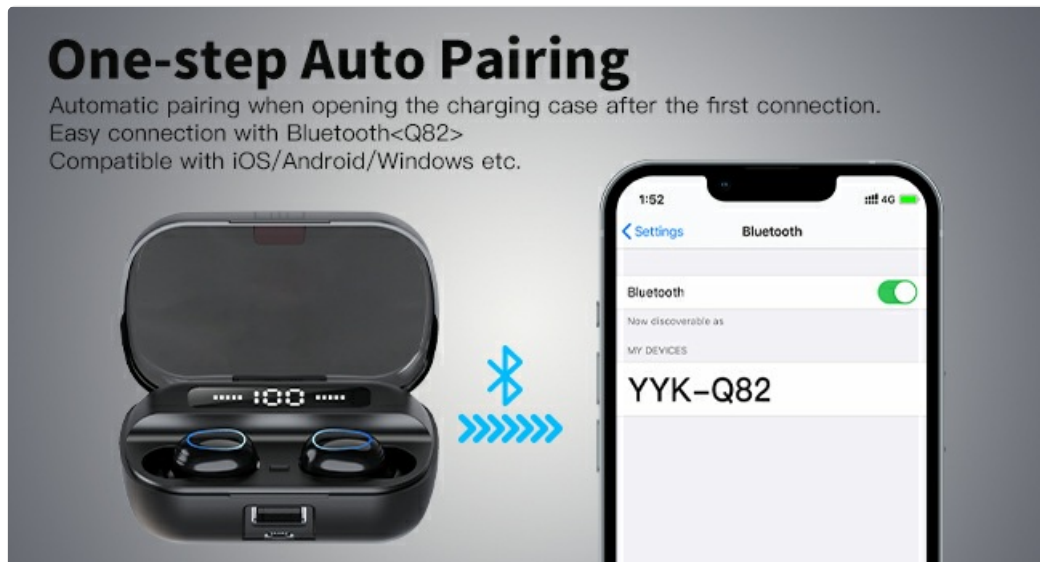 One-step Auto Pairing
Automatic pairing when opening the charging case after the first connection.
Easy connection with Bluetooth<Q82>
Compatible with iOS/Android/Windows etc.
1:52
4G
Settings
Bluetooth
Bluetooth
Now discoverable as
MY DEVICES
YYK-Q82
100